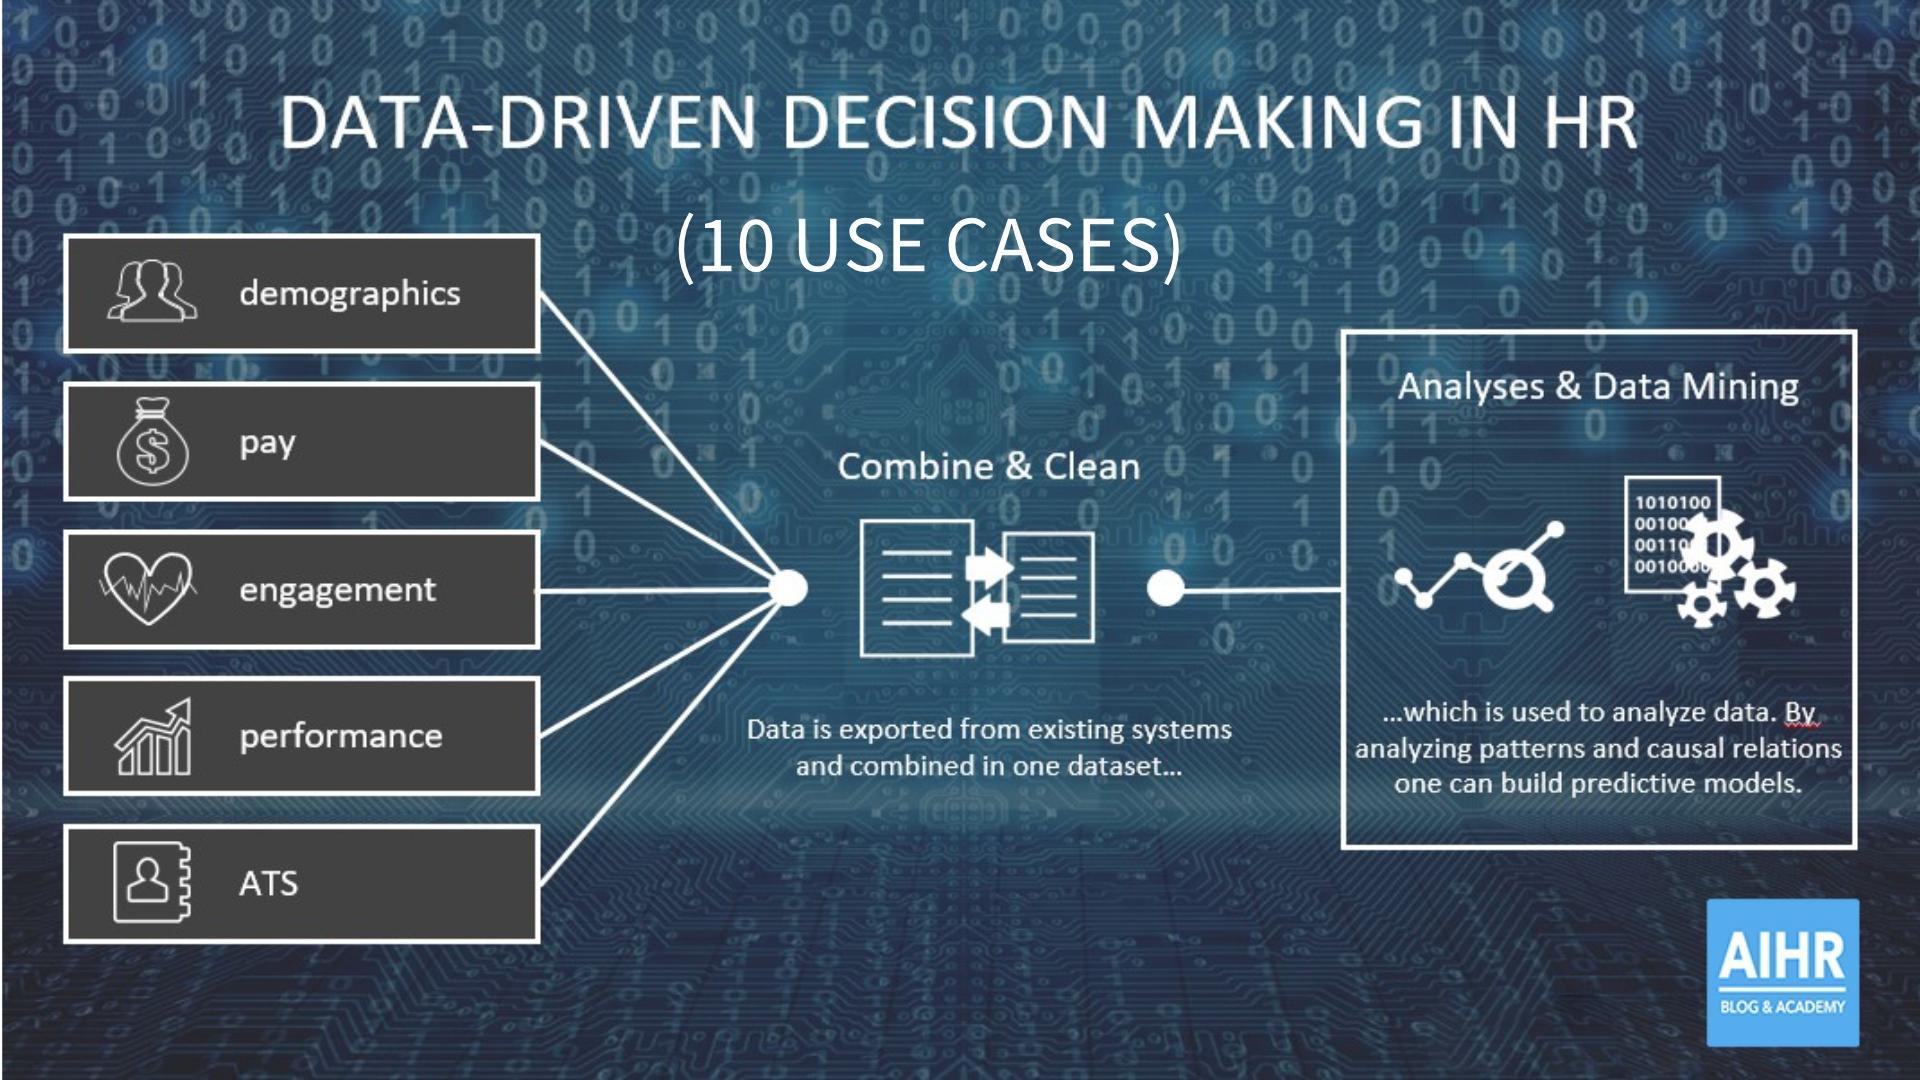 DATA-DRIVEN DECISION MAKING IN HR
(10 USE CASES)
demographics
pay
engagement
performance
ATS
Combine & Clean
Data is exported from existing systems
and combined in one dataset...
Analyses & Data Mining
1010100
00100
00110
0010000
...which is used to analyze data. By
analyzing patterns and causal relations
one can build predictive models.
AIHR
BLOG & ACADEMY